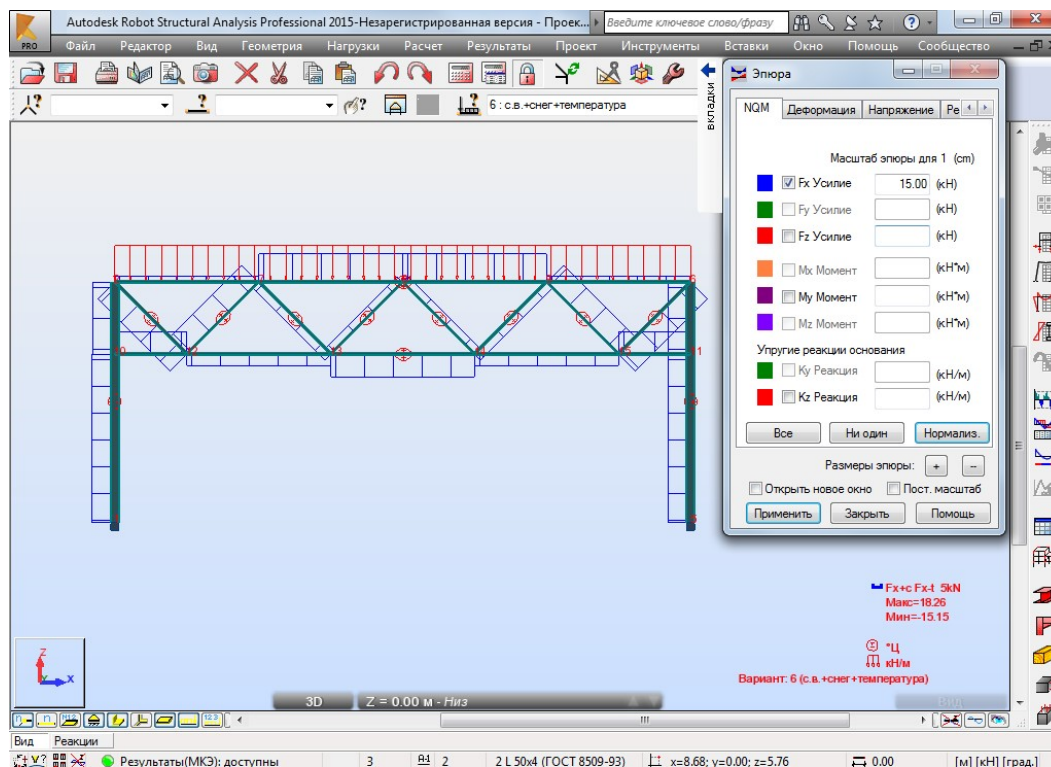 Autodesk Robot Structural Analysis Professional 2015-Незарегистрированная версия - Проек...
Введите ключевое слово/фразу
PRO
Файл Редактор Вид Геометрия Нагрузки Расчет Результаты Проект Инструменты Вставки Окно Помощь Сообщество
6 : с.в.+снег+температура
вкладки
Эпюра
NQM Деформация Напряжение Ре
Масштаб эпюры для 1 (cm)
Fx Усилие 15.00 (кН)
Fy Усилие (кН)
Fz Усилие (кН)
Mx Момент (кН*м)
My Момент (кН*м)
Mz Момент (кН*м)
Упругие реакции основания
Ky Реакция (кН/м)
Kz Реакция (кН/м)
Все Ни один Нормализ.
Размеры эпюры: + −
Открыть новое окно Пост. масштаб
Применить Закрыть Помощь
Fx+c Fx-t 5kN
Макс=18.26
Мин=-15.15
°Ц
кН/м
Вариант: 6 (с.в.+снег+температура)
Z
X
3D Z = 0.00 м - Низ
Вид
Вид Реакции
Результаты(МКЭ): доступны 3 2 2 L 50x4 (ГОСТ 8509-93) x=8.68; y=0.00; z=5.76 0.00 [м] [кН] [град.]